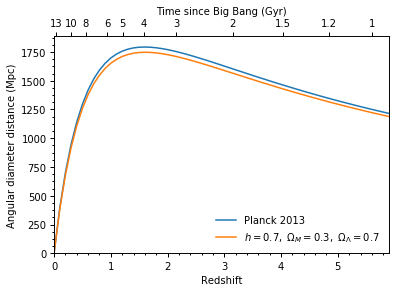 Time since Big Bang (Gyr)
13 10 8 6 5 4 3 2 1.5 1.2 1
Angular diameter distance (Mpc)
1750
1500
1250
1000
750
500
250
0
Planck 2013
h = 0.7, Ω_M = 0.3, Ω_Λ = 0.7
0 1 2 3 4 5
Redshift